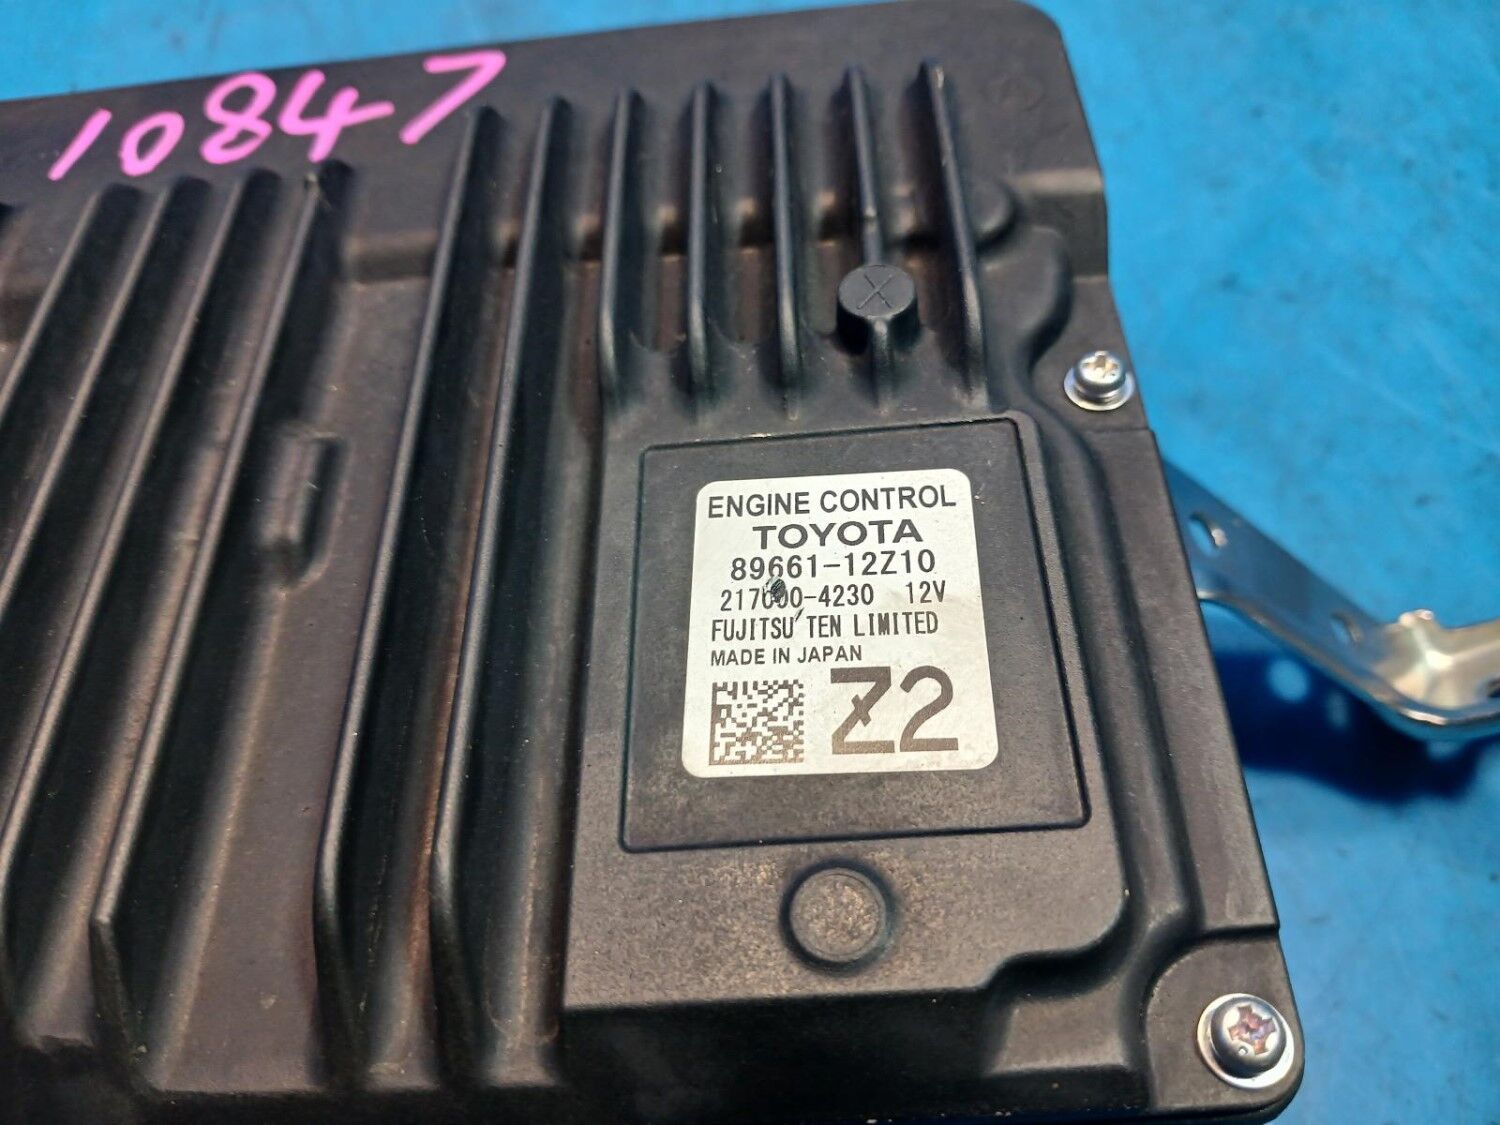 10847
X
ENGINE CONTROL
TOYOTA
89661-12Z10
217000-4230 12V
FUJITSU TEN LIMITED
MADE IN JAPAN
Z2